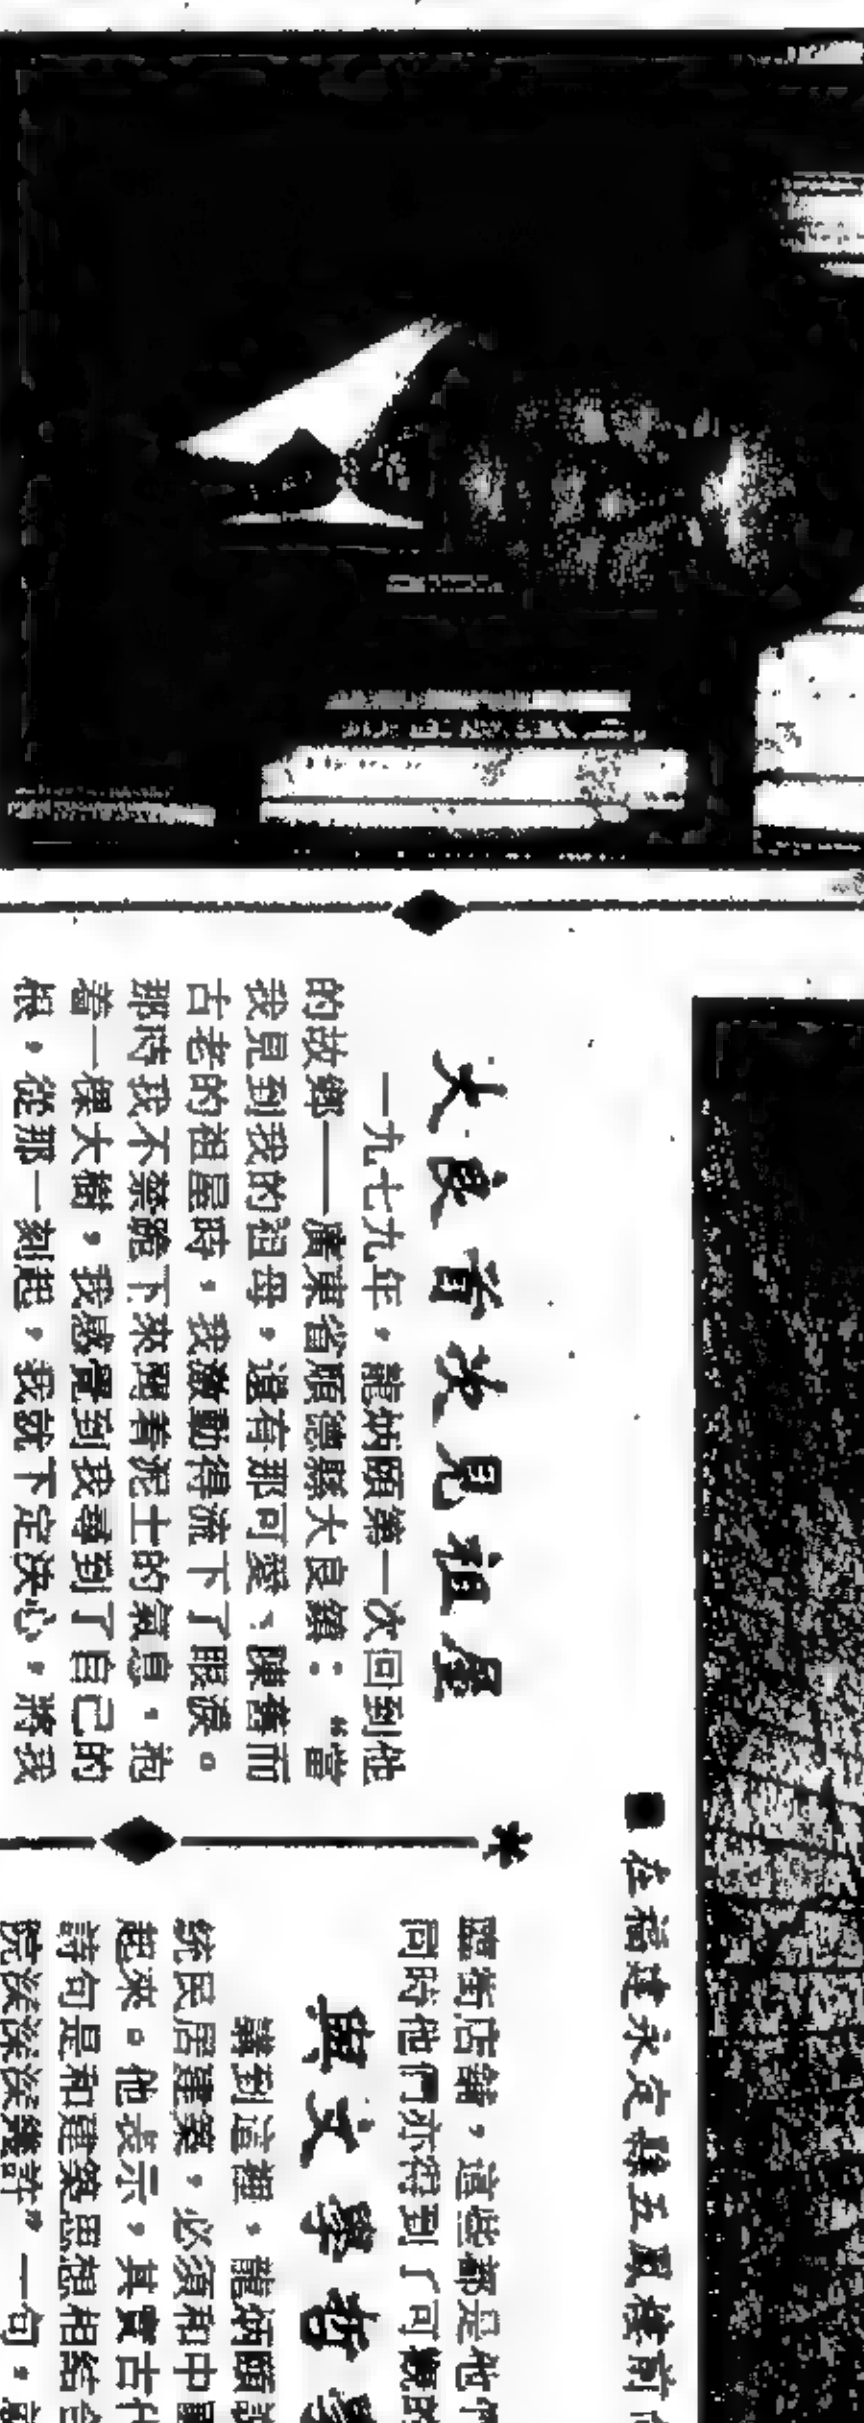 大良首次見祖屋
一九七九年，龍炳頤第一次回到他
的故鄉——廣東省順德縣大良鎮：“當
我見到我的祖母，還有那可愛、陳舊而
古老的祖屋時，我激動得流下了眼淚。
那時我不禁跪下來聞着泥土的氣息，抱
着一棵大樹，我感覺到我尋到了自己的
根，從那一刻起，我就下定決心，將我
在福建永定縣五鳳樓前
店鋪，這些都是他們
同時他們亦得到了可觀的
與文學哲學
講到這裡，龍炳頤說
統民居建築，必須和中國
起來。他表示，其實古代
詩句是和建築思想相結合
院深深深幾許”一句，